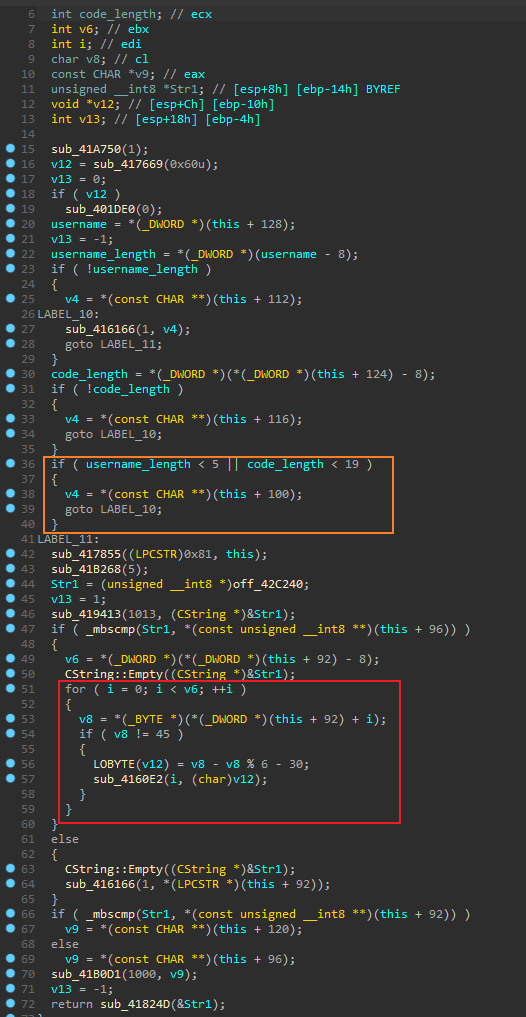 6 int code_length; // ecx
7 int v6; // ebx
8 int i; // edi
9 char v8; // cl
10 const CHAR *v9; // eax
11 unsigned __int8 *Str1; // [esp+8h] [ebp-14h] BYREF
12 void *v12; // [esp+Ch] [ebp-10h]
13 int v13; // [esp+18h] [ebp-4h]
14
15 sub_41A750(1);
16 v12 = sub_417669(0x60u);
17 v13 = 0;
18 if ( v12 )
19 sub_401DE0(0);
20 username = *(_DWORD *)(this + 128);
21 v13 = -1;
22 username_length = *(_DWORD *)(username - 8);
23 if ( !username_length )
24 {
25 v4 = *(const CHAR **)(this + 112);
26 LABEL_10:
27 sub_416166(1, v4);
28 goto LABEL_11;
29 }
30 code_length = *(_DWORD *)(*(_DWORD *)(this + 124) - 8);
31 if ( !code_length )
32 {
33 v4 = *(const CHAR **)(this + 116);
34 goto LABEL_10;
35 }
36 if ( username_length < 5 || code_length < 19 )
37 {
38 v4 = *(const CHAR **)(this + 100);
39 goto LABEL_10;
40 }
41 LABEL_11:
42 sub_417855((LPCSTR)0x81, this);
43 sub_41B268(5);
44 Str1 = (unsigned __int8 *)off_42C240;
45 v13 = 1;
46 sub_419413(1013, (CString *)&Str1);
47 if ( _mbscmp(Str1, *(const unsigned __int8 **)(this + 96)) )
48 {
49 v6 = *(_DWORD *)(*(_DWORD *)(this + 92) - 8);
50 CString::Empty((CString *)&Str1);
51 for ( i = 0; i < v6; ++i )
52 {
53 v8 = *(_BYTE *)(*(_DWORD *)(this + 92) + i);
54 if ( v8 != 45 )
55 {
56 LOBYTE(v12) = v8 - v8 % 6 - 30;
57 sub_4160E2(i, (char)v12);
58 }
59 }
60 }
61 else
62 {
63 CString::Empty((CString *)&Str1);
64 sub_416166(1, *(LPCSTR *)(this + 92));
65 }
66 if ( _mbscmp(Str1, *(const unsigned __int8 **)(this + 92)) )
67 v9 = *(const CHAR **)(this + 120);
68 else
69 v9 = *(const CHAR **)(this + 96);
70 sub_41B0D1(1000, v9);
71 v13 = -1;
72 return sub_41824D(&Str1);